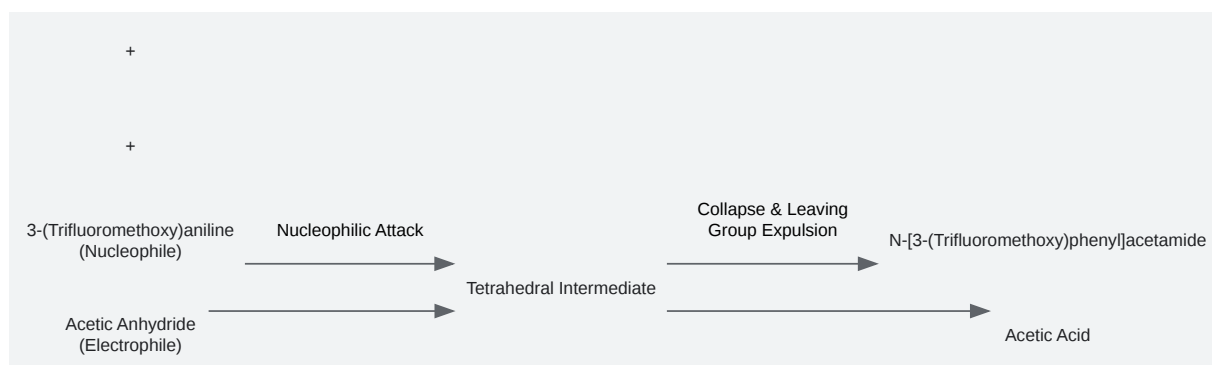 +
+
3-(Trifluoromethoxy)aniline
(Nucleophile)
Nucleophilic Attack
Collapse & Leaving
Group Expulsion
N-[3-(Trifluoromethoxy)phenyl]acetamide
Tetrahedral Intermediate
Acetic Anhydride
(Electrophile)
Acetic Acid